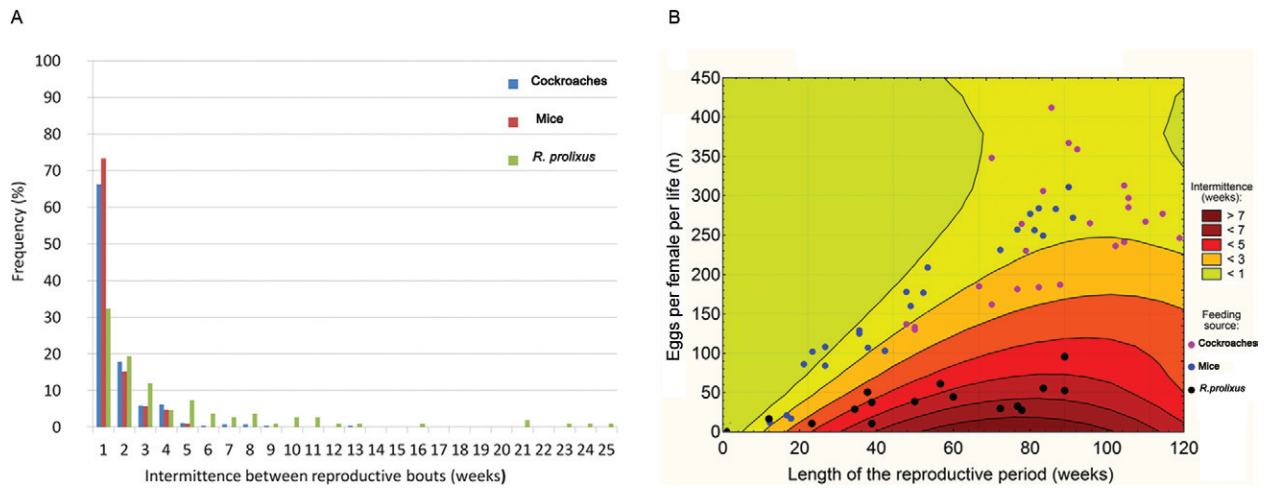 A
Frequency (%)
100
90
80
70
60
50
40
30
20
10
0
Cockroaches
Mice
R. prolixus
1 2 3 4 5 6 7 8 9 10 11 12 13 14 15 16 17 18 19 20 21 22 23 24 25
Intermittence between reproductive bouts (weeks)
B
Eggs per female per life (n)
450
400
350
300
250
200
150
100
50
0
0 20 40 60 80 100 120
Length of the reproductive period (weeks)
Intermittence
(weeks):
> 7
< 7
< 5
< 3
< 1
Feeding
source:
Cockroaches
Mice
R.prolixus